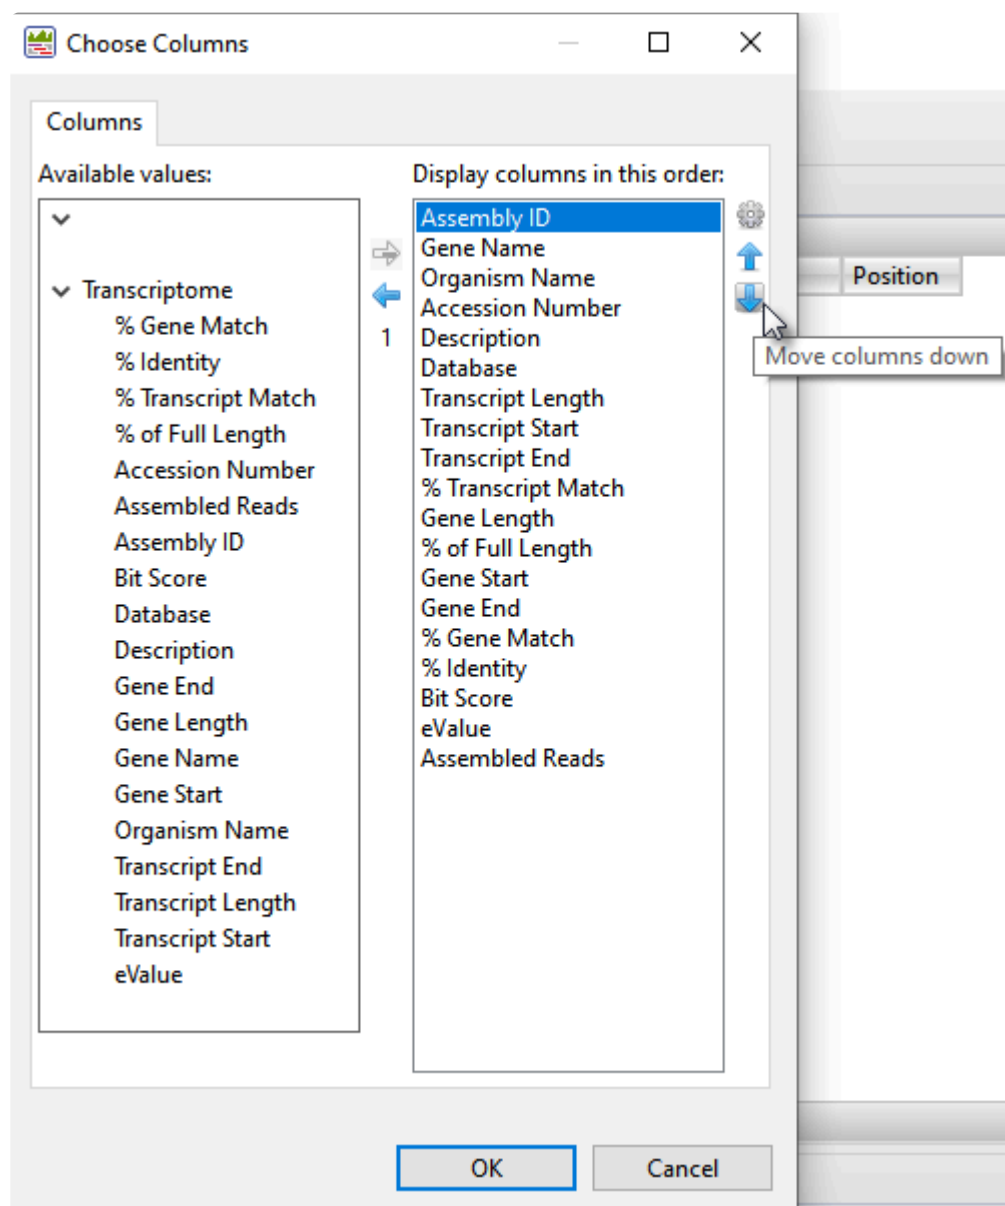 Choose Columns
Columns
Available values:
Transcriptome
% Gene Match
% Identity
% Transcript Match
% of Full Length
Accession Number
Assembled Reads
Assembly ID
Bit Score
Database
Description
Gene End
Gene Length
Gene Name
Gene Start
Organism Name
Transcript End
Transcript Length
Transcript Start
eValue
1
Display columns in this order:
Assembly ID
Gene Name
Organism Name
Accession Number
Description
Database
Transcript Length
Transcript Start
Transcript End
% Transcript Match
Gene Length
% of Full Length
Gene Start
Gene End
% Gene Match
% Identity
Bit Score
eValue
Assembled Reads
Position
Move columns down
OK
Cancel